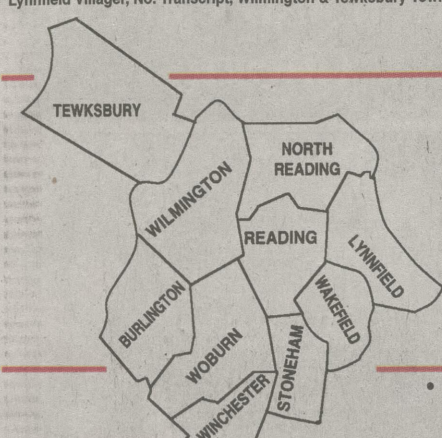 Lynnfield Villager, No. Transcript, Wilmington & Tewksbury Tow
TEWKSBURY
NORTH
READING
WILMINGTON
READING
LYNNFIELD
BURLINGTON
WAKEFIELD
WOBURN
STONEHAM
WINCHESTER